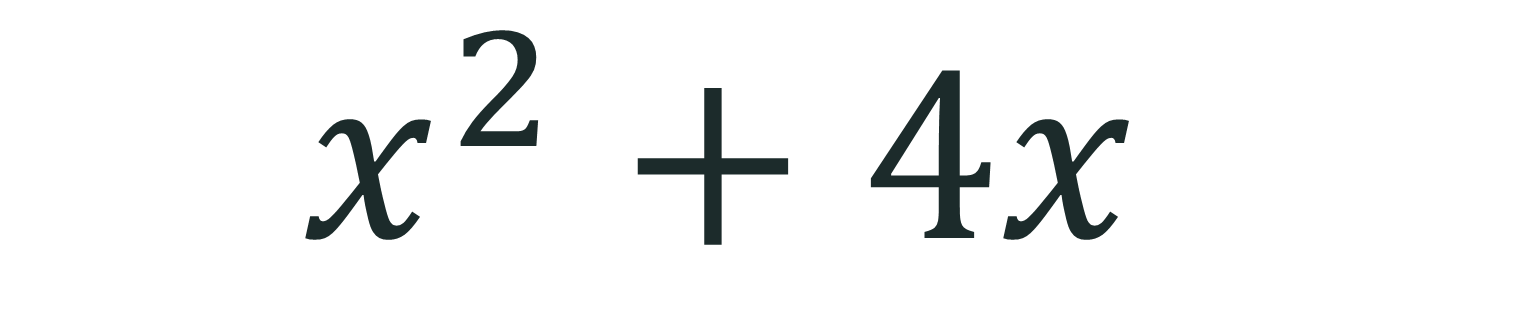 x² + 4x